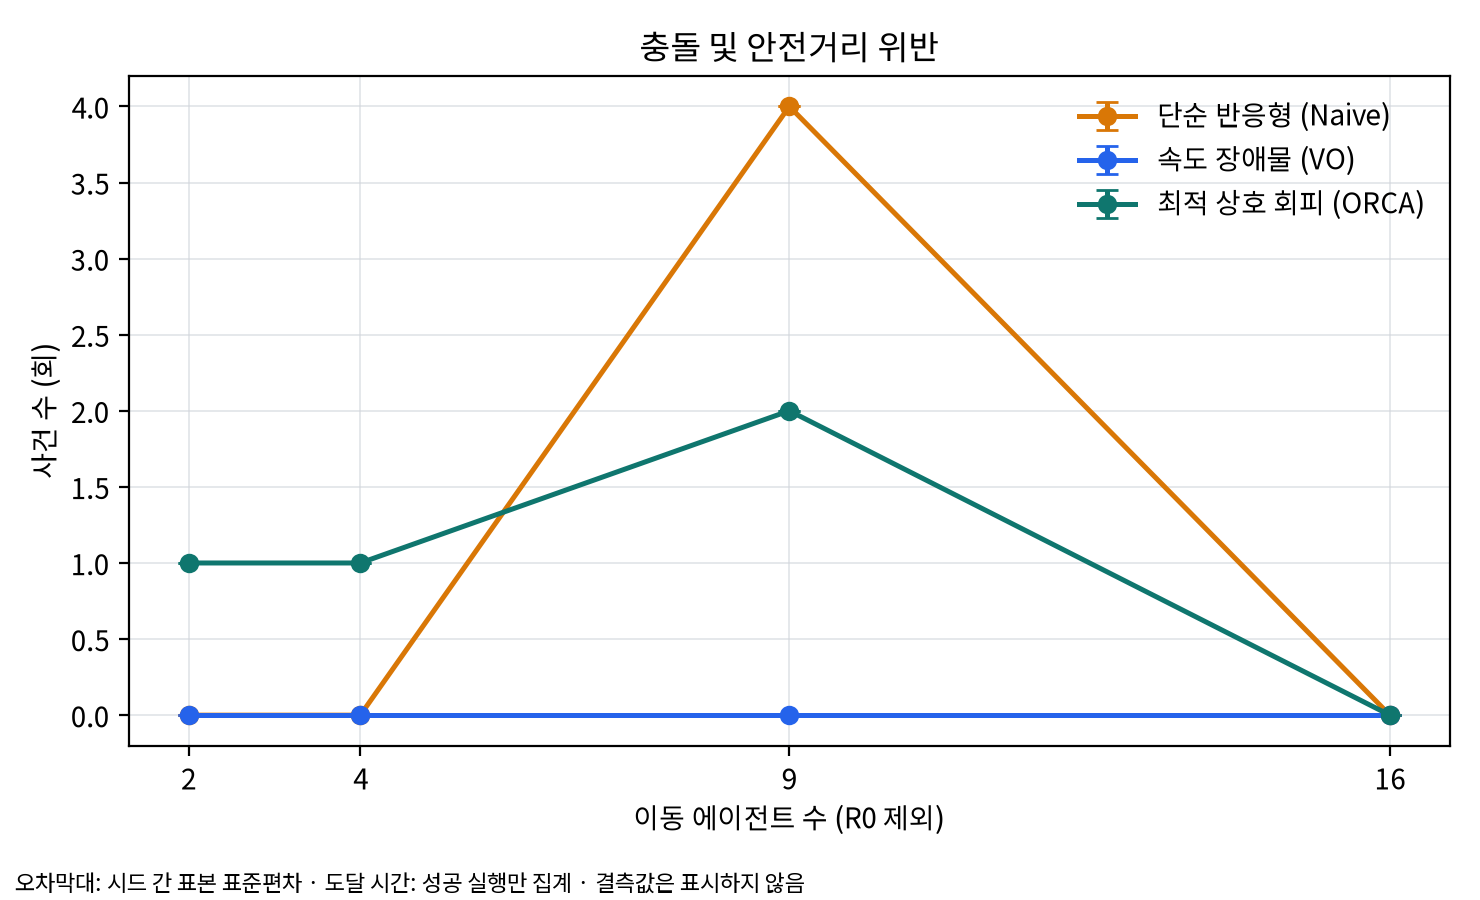 충돌 및 안전거리 위반
단순 반응형 (Naive)
속도 장애물 (VO)
최적 상호 회피 (ORCA)
사건 수 (회)
4.0
3.5
3.0
2.5
2.0
1.5
1.0
0.5
0.0
2 4 9 16
이동 에이전트 수 (R0 제외)
오차막대: 시드 간 표본 표준편차 · 도달 시간: 성공 실행만 집계 · 결측값은 표시하지 않음